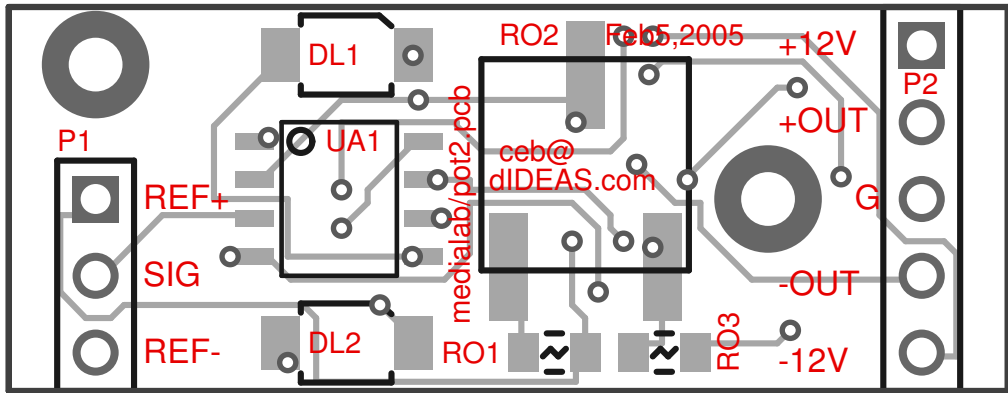 RO2
Feb5,2005
+12V
DL1
P2
P1
UA1
+OUT
ceb@
dIDEAS.com
medialab/pot2.pcb
REF+
G
SIG
-OUT
REF-
DL2
RO1
RO3
-12V